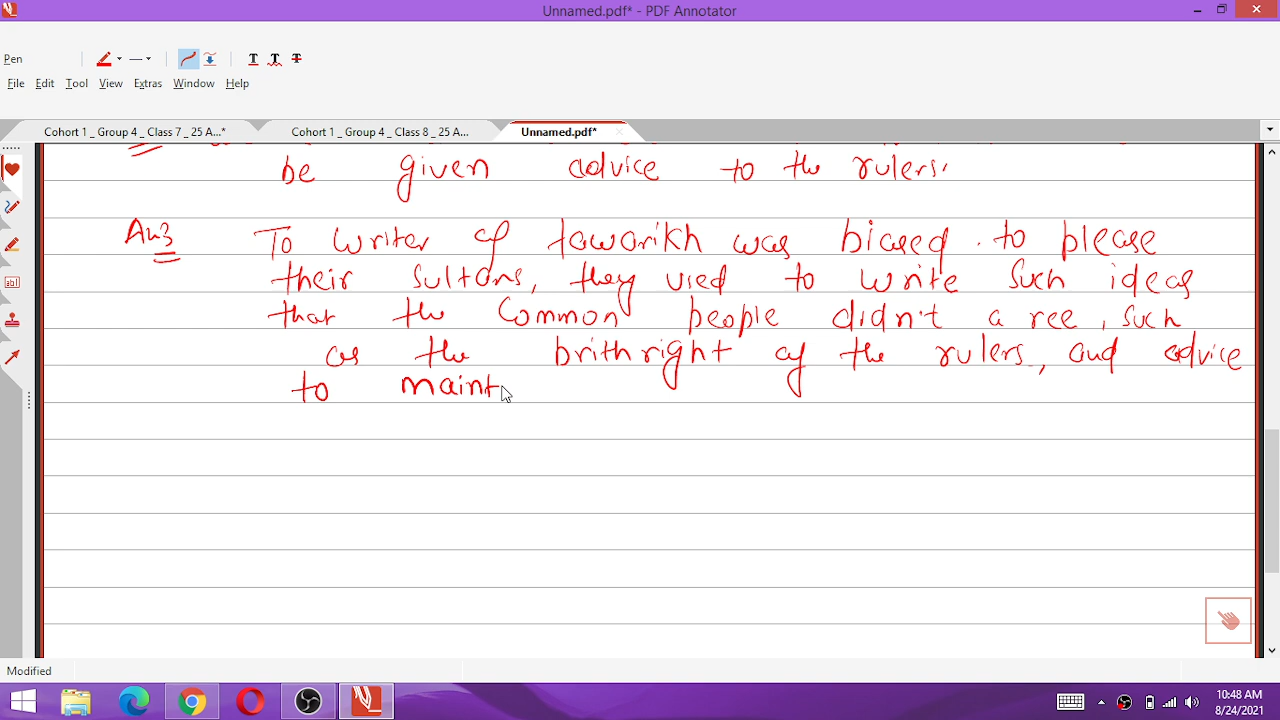 Unnamed.pdf* - PDF Annotator
Pen
T T T
File Edit Tool View Extras Window Help
Cohort 1 _ Group 4 _ Class 7 _ 25 A...* Cohort 1 _ Group 4 _ Class 8 _ 25 A... Unnamed.pdf*
be given advice to the rulers.
Ans3 To writer of tawarikh was biased. to please
their sultans, they used to write such ideas
that the Common people didn't a ree, such
as the brithright of the rulers, and advice
to maint
Modified
10:48 AM
8/24/2021